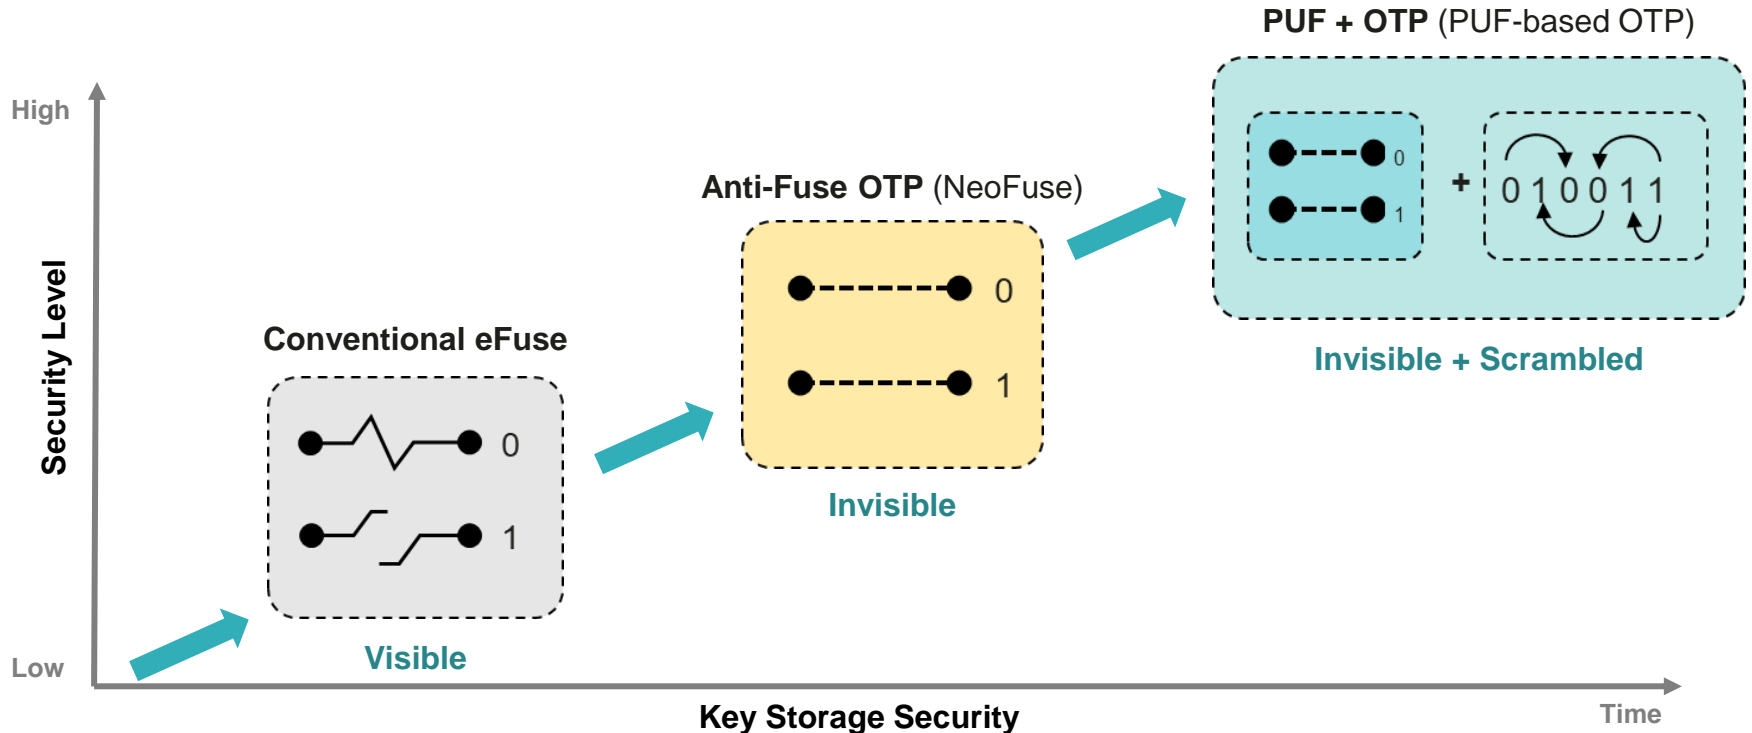 PUF + OTP (PUF-based OTP)
High
0
1
+
0 1 0 0 1 1
Invisible + Scrambled
Anti-Fuse OTP (NeoFuse)
0
1
Invisible
Conventional eFuse
0
1
Visible
Security Level
Low
Key Storage Security
Time